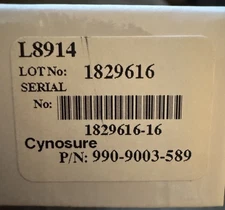 L8914
LOT No: 1829616
SERIAL
No:
1829616-16
Cynosure
P/N: 990-9003-589